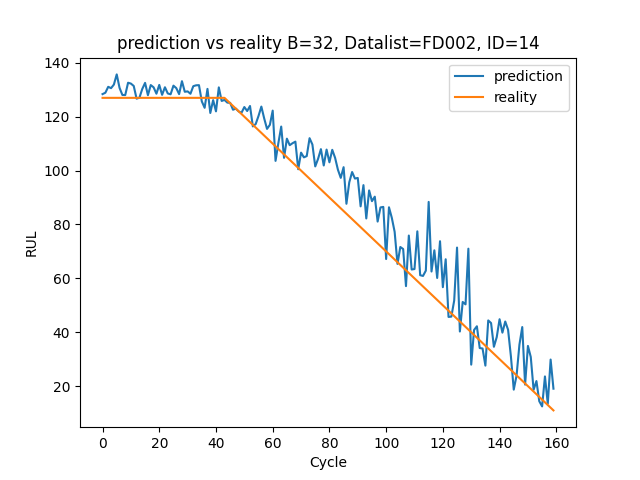 prediction vs reality B=32, Datalist=FD002, ID=14
prediction
reality
RUL
140
120
100
80
60
40
20
0 20 40 60 80 100 120 140 160
Cycle